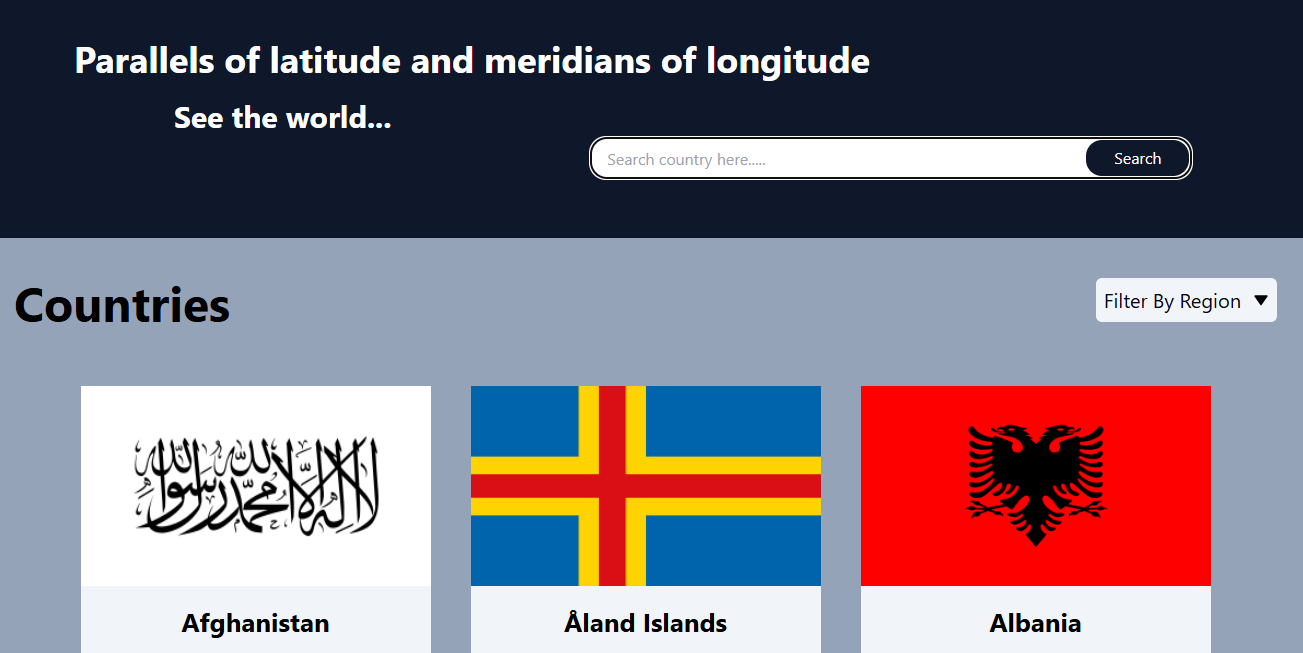 Parallels of latitude and meridians of longitude
See the world...
Search country here.....
Search
Countries
Filter By Region
لا إله إلا الله محمد رسول الله
Afghanistan
Åland Islands
Albania